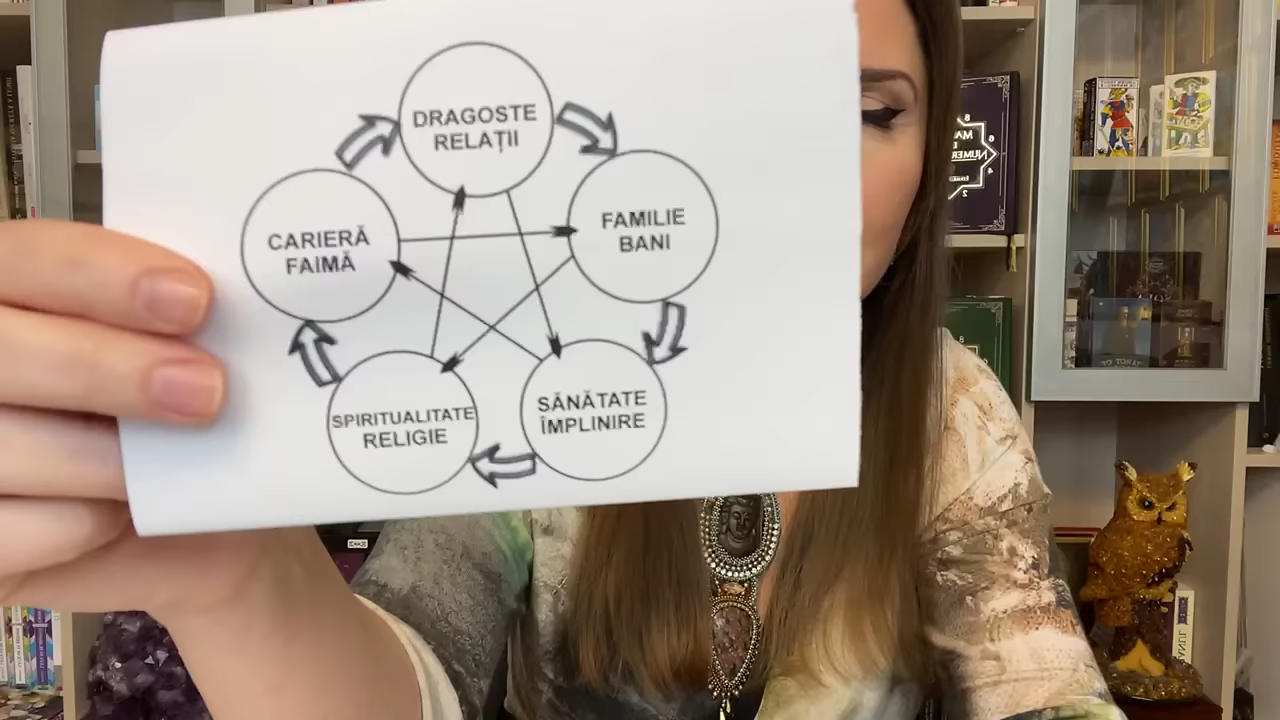 DRAGOSTE
RELAȚII
FAMILIE
BANI
CARIERĂ
FAIMĂ
SĂNĂTATE
ÎMPLINIRE
SPIRITUALITATE
RELIGIE